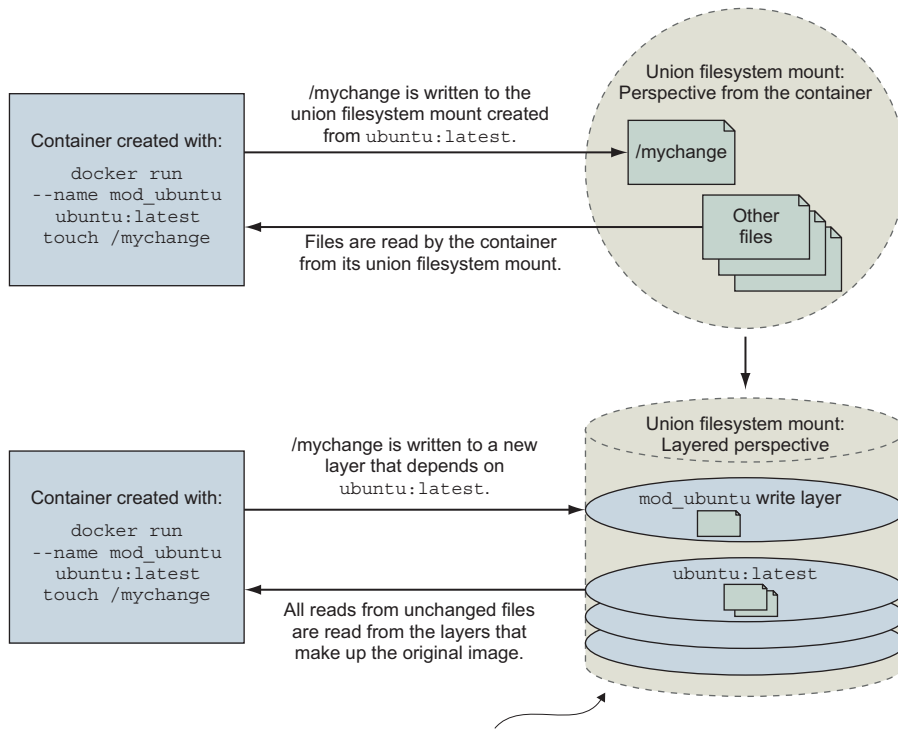 /mychange is written to the
union filesystem mount created
from ubuntu:latest.
Union filesystem mount:
Perspective from the container
Container created with:
docker run
--name mod_ubuntu
ubuntu:latest
touch /mychange
/mychange
Other
files
Files are read by the container
from its union filesystem mount.
Union filesystem mount:
Layered perspective
/mychange is written to a new
layer that depends on
ubuntu:latest.
Container created with:
docker run
--name mod_ubuntu
ubuntu:latest
touch /mychange
mod_ubuntu write layer
ubuntu:latest
All reads from unchanged files
are read from the layers that
make up the original image.